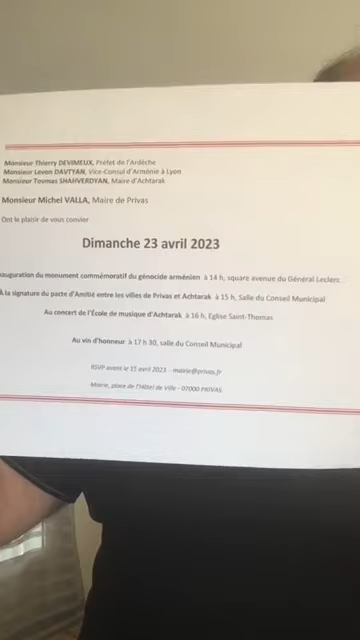 Monsieur Thierry DEVIMEUX, Préfet de l'Ardèche
Monsieur Levon DAVTYAN, Vice-Consul d'Arménie à Lyon
Monsieur Tovmas SHAHVERDYAN, Maire d'Achtarak
Monsieur Michel VALLA, Maire de Privas
Ont le plaisir de vous convier
Dimanche 23 avril 2023
inauguration du monument commémoratif du génocide arménien à 14 h, square avenue du Général Leclerc
À la signature du pacte d'Amitié entre les villes de Privas et Achtarak à 15 h, Salle du Conseil Municipal
Au concert de l'École de musique d'Achtarak à 16 h, Eglise Saint-Thomas
Au vin d'honneur à 17 h 30, salle du Conseil Municipal
RSVP avant le 15 avril 2023 - mairie@privas.fr
Mairie, place de l'Hôtel de Ville - 07000 PRIVAS